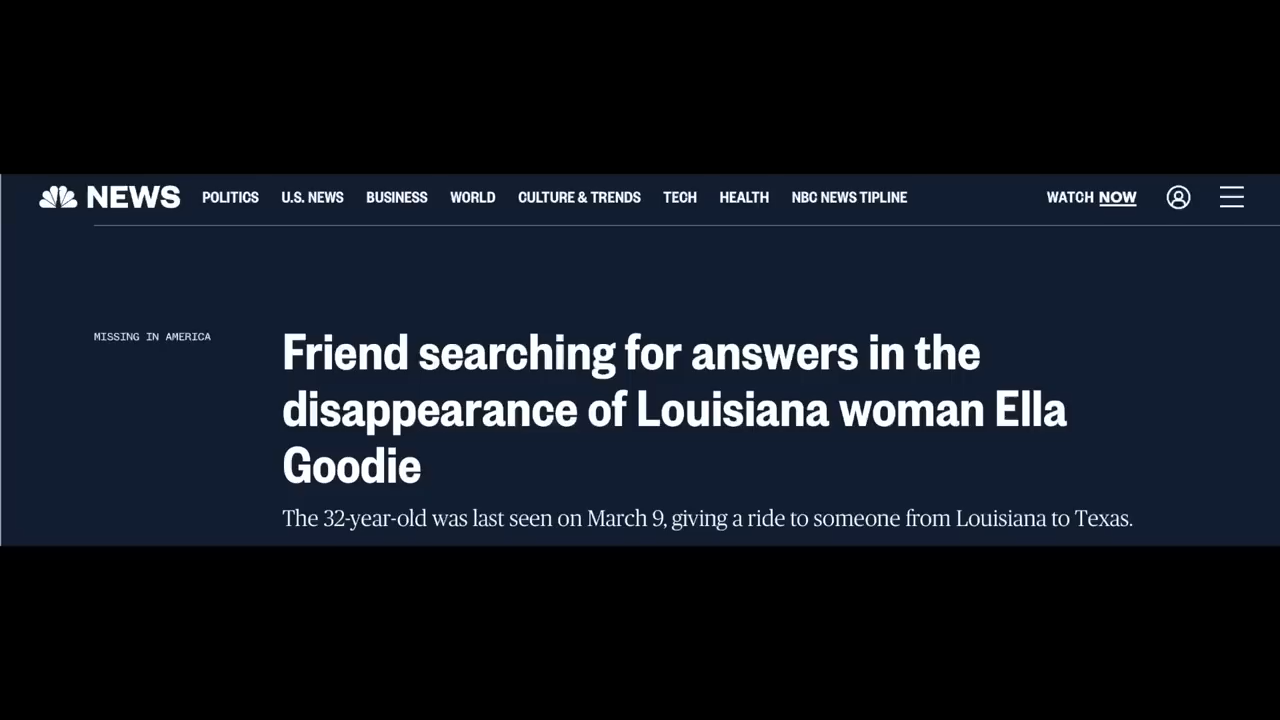 NEWS POLITICS U.S. NEWS BUSINESS WORLD CULTURE & TRENDS TECH HEALTH NBC NEWS TIPLINE WATCH NOW
MISSING IN AMERICA
Friend searching for answers in the
disappearance of Louisiana woman Ella
Goodie
The 32-year-old was last seen on March 9, giving a ride to someone from Louisiana to Texas.